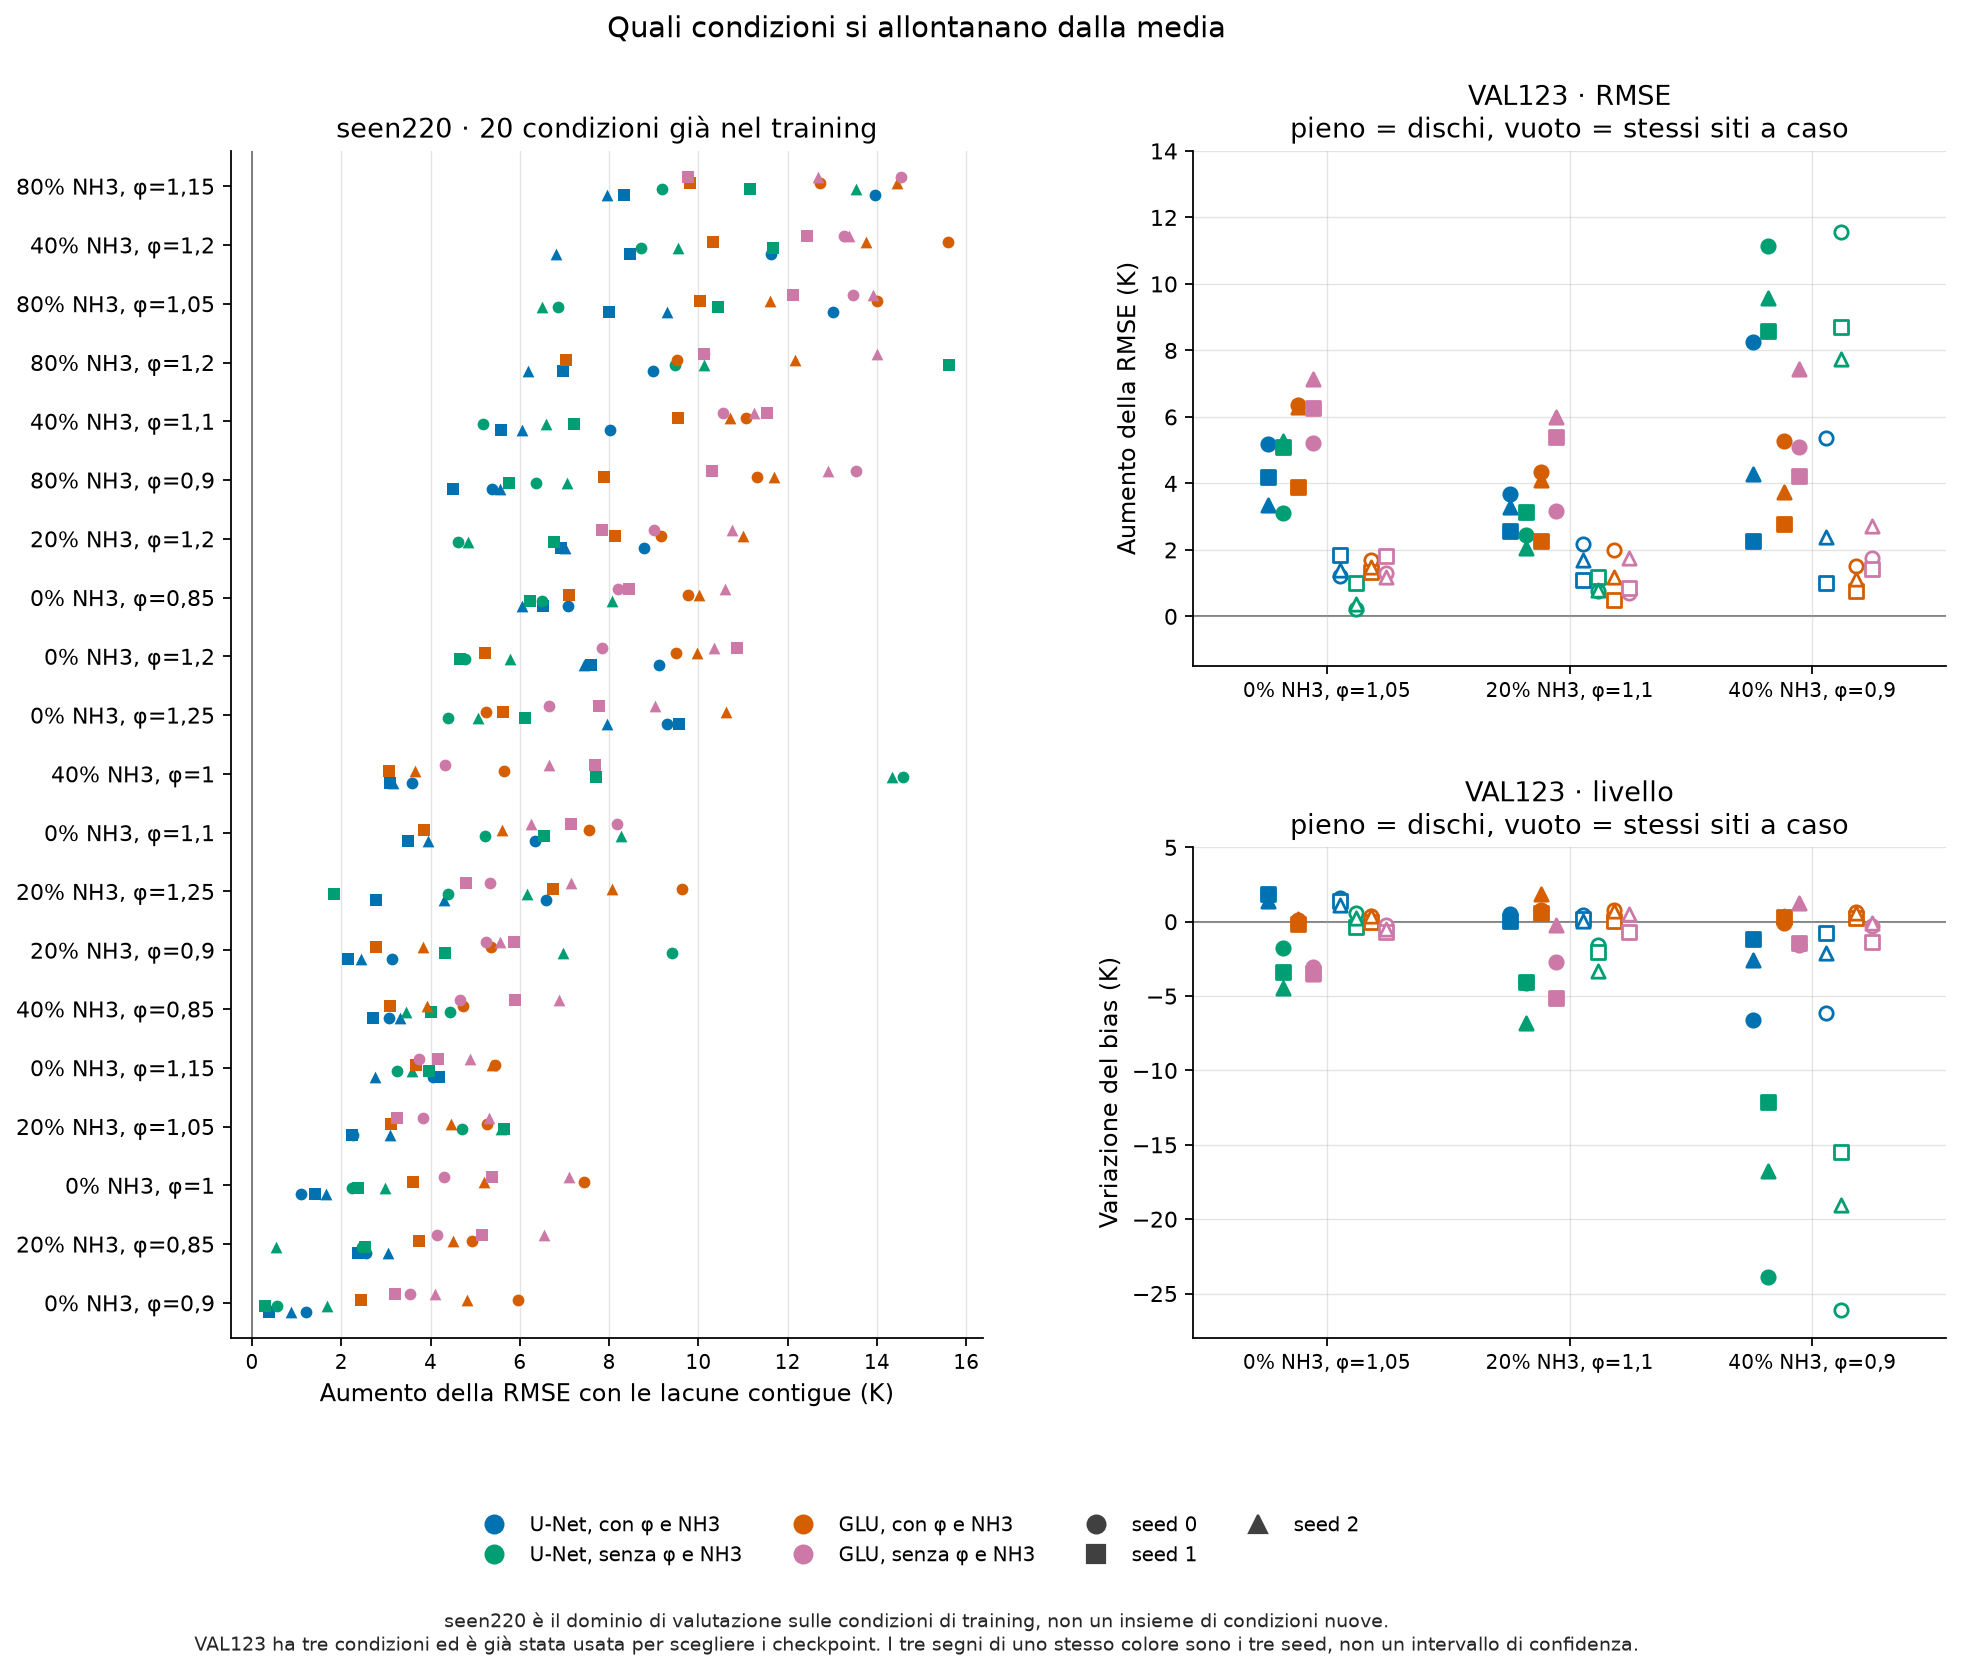 Quali condizioni si allontanano dalla media
seen220 · 20 condizioni già nel training
80% NH3, φ=1,15
40% NH3, φ=1,2
80% NH3, φ=1,05
80% NH3, φ=1,2
40% NH3, φ=1,1
80% NH3, φ=0,9
20% NH3, φ=1,2
0% NH3, φ=0,85
0% NH3, φ=1,2
0% NH3, φ=1,25
40% NH3, φ=1
0% NH3, φ=1,1
20% NH3, φ=1,25
20% NH3, φ=0,9
40% NH3, φ=0,85
0% NH3, φ=1,15
20% NH3, φ=1,05
0% NH3, φ=1
20% NH3, φ=0,85
0% NH3, φ=0,9
0 2 4 6 8 10 12 14 16
Aumento della RMSE con le lacune contigue (K)
VAL123 · RMSE
pieno = dischi, vuoto = stessi siti a caso
Aumento della RMSE (K)
14
12
10
8
6
4
2
0
0% NH3, φ=1,05 20% NH3, φ=1,1 40% NH3, φ=0,9
VAL123 · livello
pieno = dischi, vuoto = stessi siti a caso
Variazione del bias (K)
5
0
−5
−10
−15
−20
−25
0% NH3, φ=1,05 20% NH3, φ=1,1 40% NH3, φ=0,9
U-Net, con φ e NH3 GLU, con φ e NH3 seed 0 seed 2
U-Net, senza φ e NH3 GLU, senza φ e NH3 seed 1
seen220 è il dominio di valutazione sulle condizioni di training, non un insieme di condizioni nuove.
VAL123 ha tre condizioni ed è già stata usata per scegliere i checkpoint. I tre segni di uno stesso colore sono i tre seed, non un intervallo di confidenza.